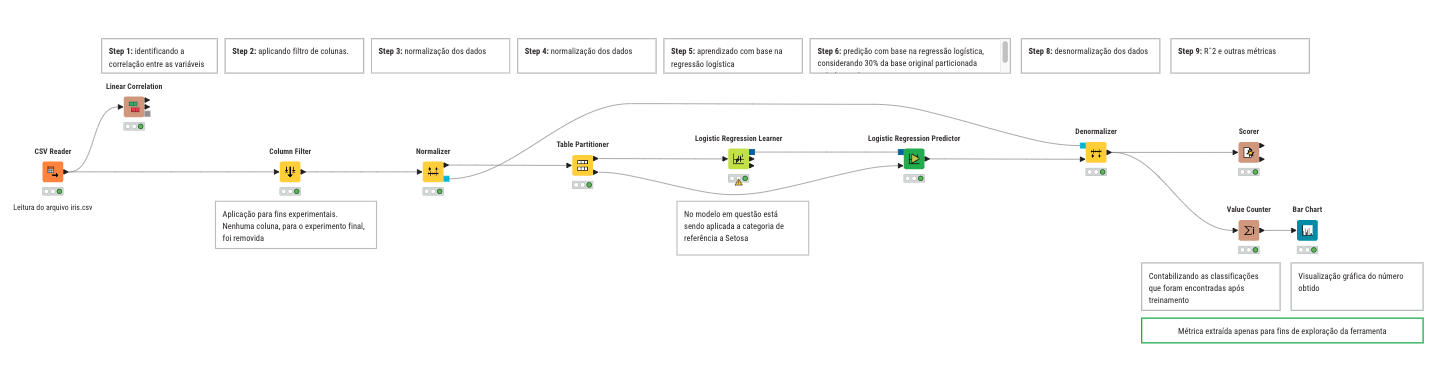 Step 1: identificando a
correlação entre as variáveis
Step 2: aplicando filtro de colunas.
Step 3: normalização dos dados
Step 4: normalização dos dados
Step 5: aprendizado com base na
regressão logística
Step 6: predição com base na regressão logística,
considerando 30% da base original particionada
Step 8: desnormalização dos dados
Step 9: R^2 e outras métricas
Linear Correlation
CSV Reader
Leitura do arquivo iris.csv
Column Filter
Aplicação para fins experimentais.
Nenhuma coluna, para o experimento final,
foi removida
Normalizer
Table Partitioner
Logistic Regression Learner
No modelo em questão está
sendo aplicada a categoria de
referência a Setosa
Logistic Regression Predictor
Denormalizer
Scorer
Value Counter
Bar Chart
Contabilizando as classificações
que foram encontradas após
treinamento
Visualização gráfica do número
obtido
Métrica extraída apenas para fins de exploração da ferramenta